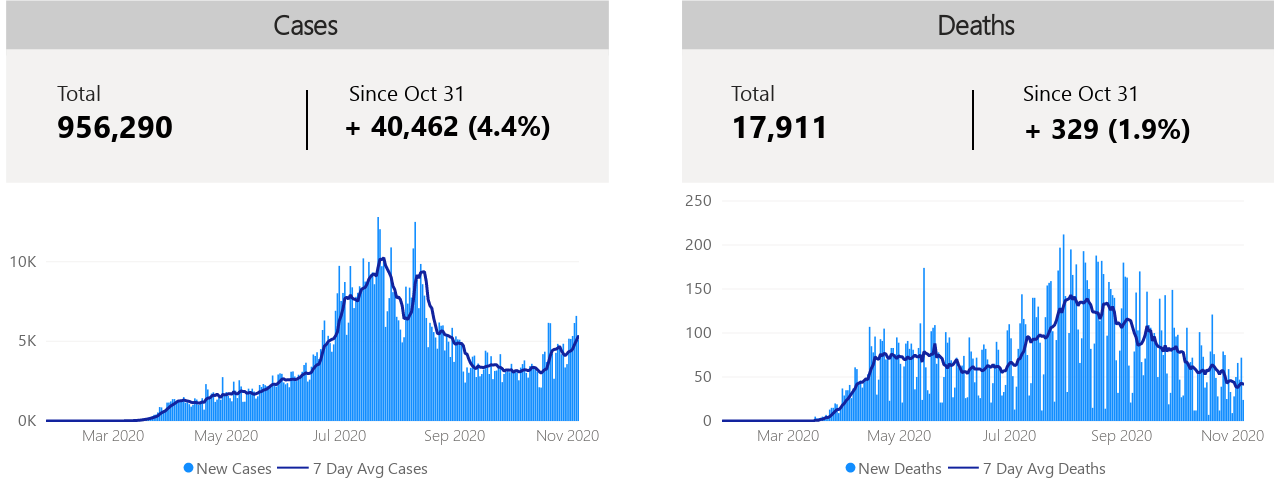 Cases
Total
Since Oct 31
956,290
+ 40,462 (4.4%)
10K
5K
0K
Mar 2020
May 2020
Jul 2020
Sep 2020
Nov 2020
New Cases
7 Day Avg Cases
Deaths
Total
Since Oct 31
17,911
+ 329 (1.9%)
250
200
150
100
50
0
Mar 2020
May 2020
Jul 2020
Sep 2020
Nov 2020
New Deaths
7 Day Avg Deaths